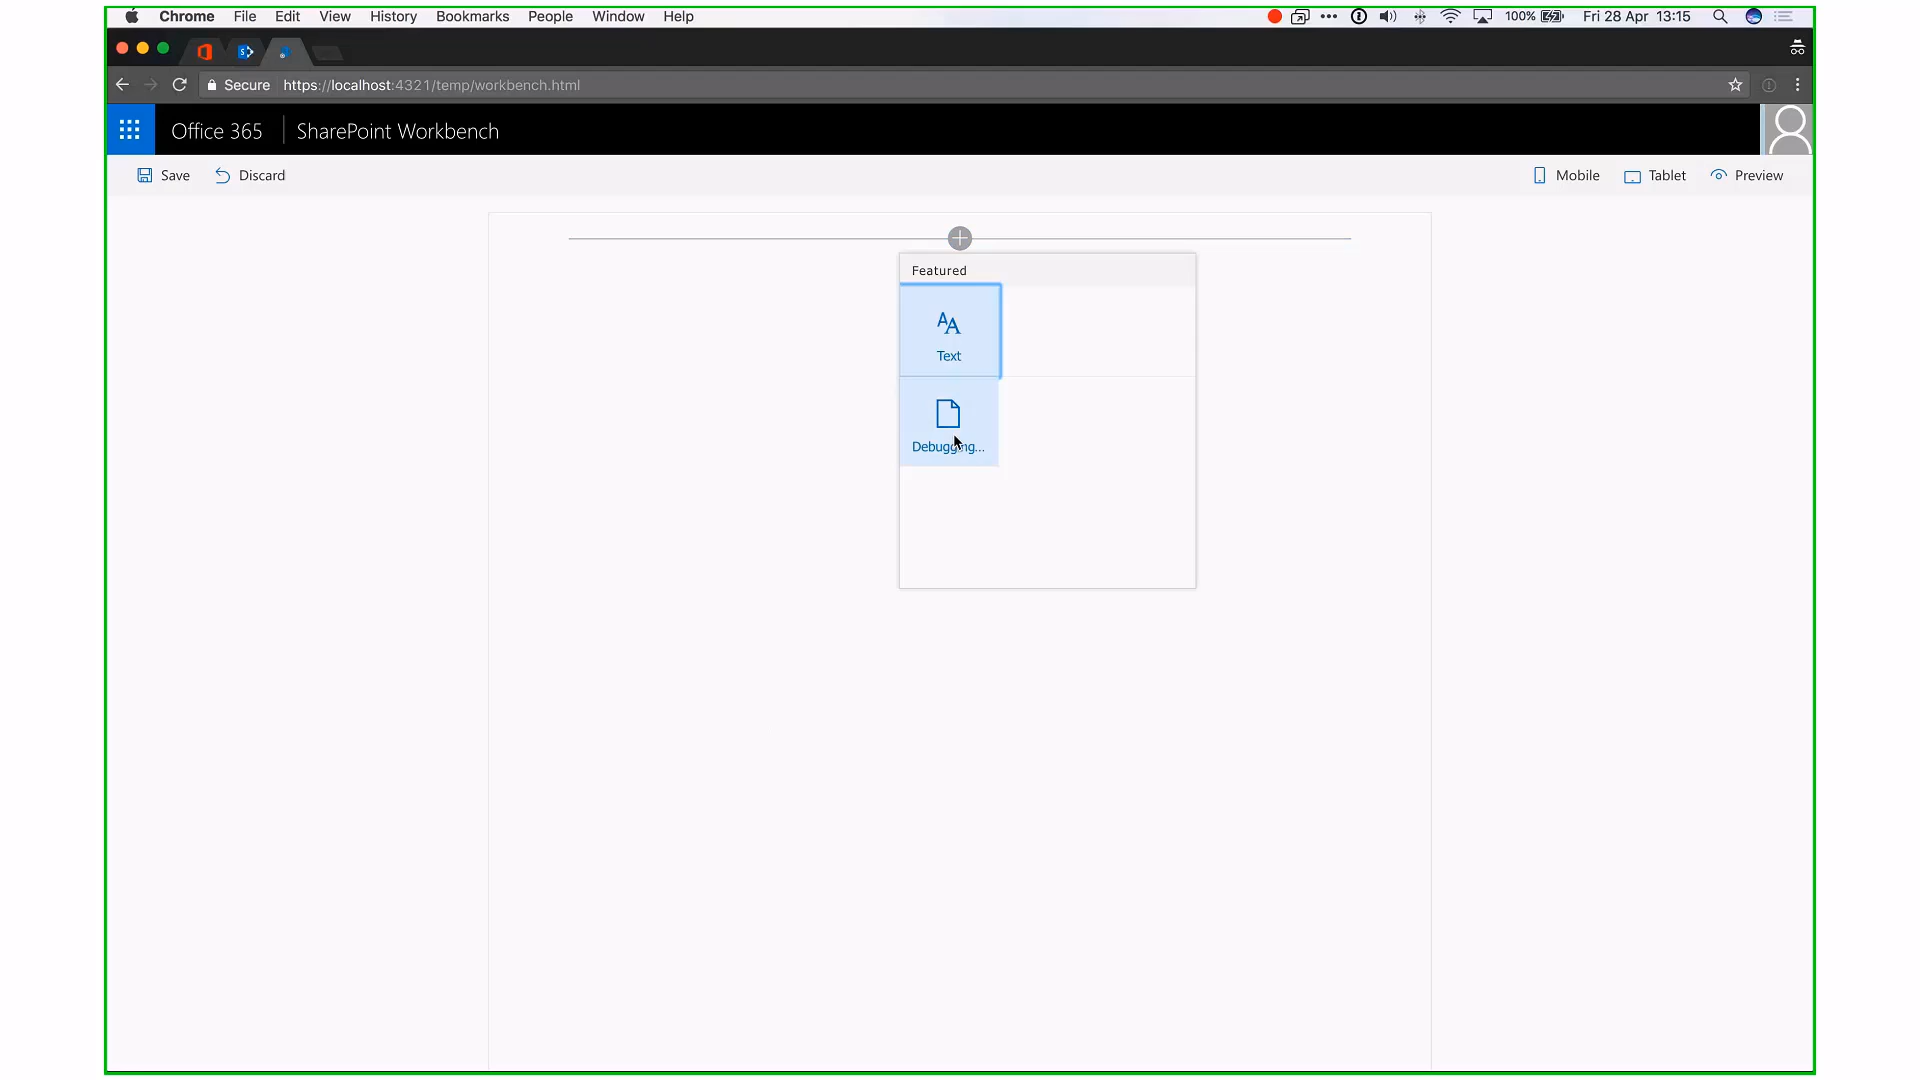 Chrome File Edit View History Bookmarks People Window Help 100% Fri 28 Apr 13:15
Secure https://localhost:4321/temp/workbench.html
Office 365 SharePoint Workbench
Save Discard Mobile Tablet Preview
Featured
Text
Debugging...